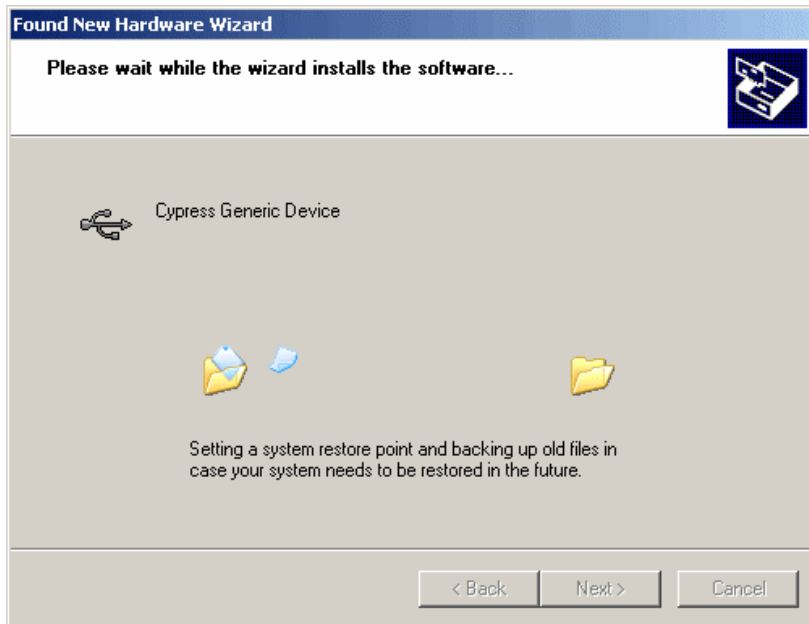 Found New Hardware Wizard
Please wait while the wizard installs the software...
Cypress Generic Device
Setting a system restore point and backing up old files in
case your system needs to be restored in the future.
< Back
Next >
Cancel